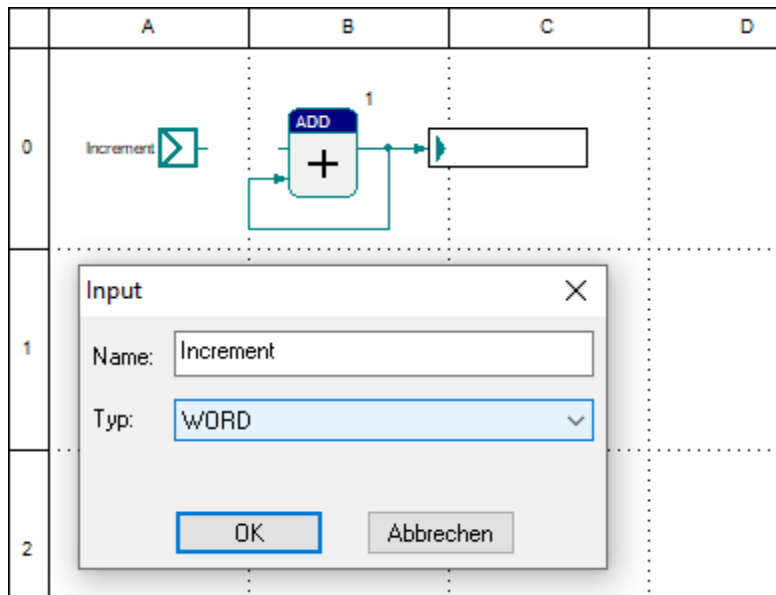 A B C D
1
ADD
0 Increment
+
Input
1
Name: Increment
Typ: WORD
OK Abbrechen
2